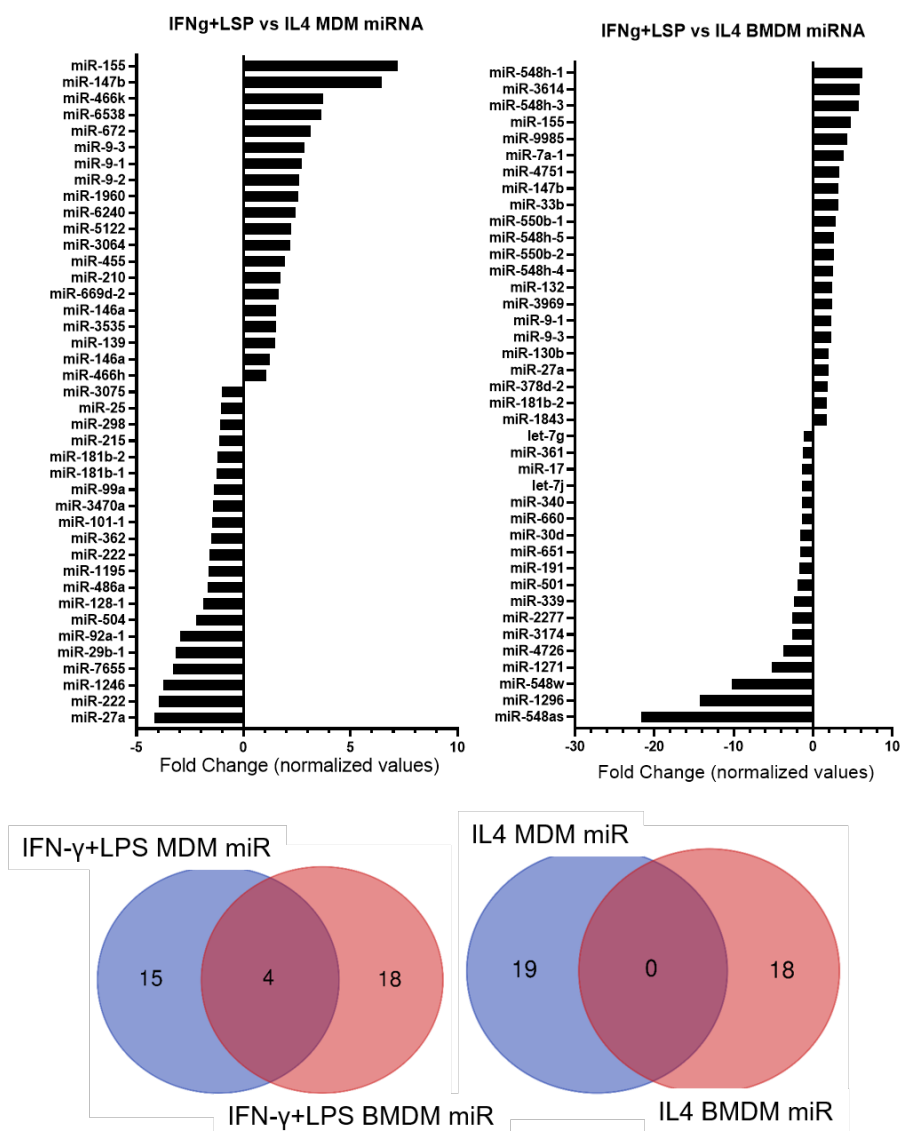 IFNg+LSP vs IL4 MDM miRNA
miR-155
miR-147b
miR-466k
miR-6538
miR-672
miR-9-3
miR-9-1
miR-9-2
miR-1960
miR-6240
miR-5122
miR-3064
miR-455
miR-210
miR-669d-2
miR-146a
miR-3535
miR-139
miR-146a
miR-466h
miR-3075
miR-25
miR-298
miR-215
miR-181b-2
miR-181b-1
miR-99a
miR-3470a
miR-101-1
miR-362
miR-222
miR-1195
miR-486a
miR-128-1
miR-504
miR-92a-1
miR-29b-1
miR-7655
miR-1246
miR-222
miR-27a
-5 0 5 10
Fold Change (normalized values)
IFNg+LSP vs IL4 BMDM miRNA
miR-548h-1
miR-3614
miR-548h-3
miR-155
miR-9985
miR-7a-1
miR-4751
miR-147b
miR-33b
miR-550b-1
miR-548h-5
miR-550b-2
miR-548h-4
miR-132
miR-3969
miR-9-1
miR-9-3
miR-130b
miR-27a
miR-378d-2
miR-181b-2
miR-1843
let-7g
miR-361
miR-17
let-7j
miR-340
miR-660
miR-30d
miR-651
miR-191
miR-501
miR-339
miR-2277
miR-3174
miR-4726
miR-1271
miR-548w
miR-1296
miR-548as
-30 -20 -10 0 10
Fold Change (normalized values)
IFN-γ+LPS MDM miR
15 4 18
IFN-γ+LPS BMDM miR
IL4 MDM miR
19 0 18
IL4 BMDM miR